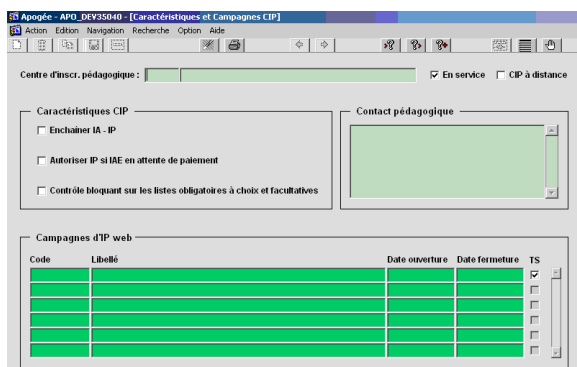 Apogée - APO_DEV35040 - [Caractéristiques et Campagnes CIP]
Action Edition Navigation Recherche Option Aide
Centre d'inscr. pédagogique : En service CIP à distance
Caractéristiques CIP Contact pédagogique
Enchaîner IA - IP
Autoriser IP si IAE en attente de paiement
Contrôle bloquant sur les listes obligatoires à choix et facultatives
Campagnes d'IP web
Code Libellé Date ouverture Date fermeture TS